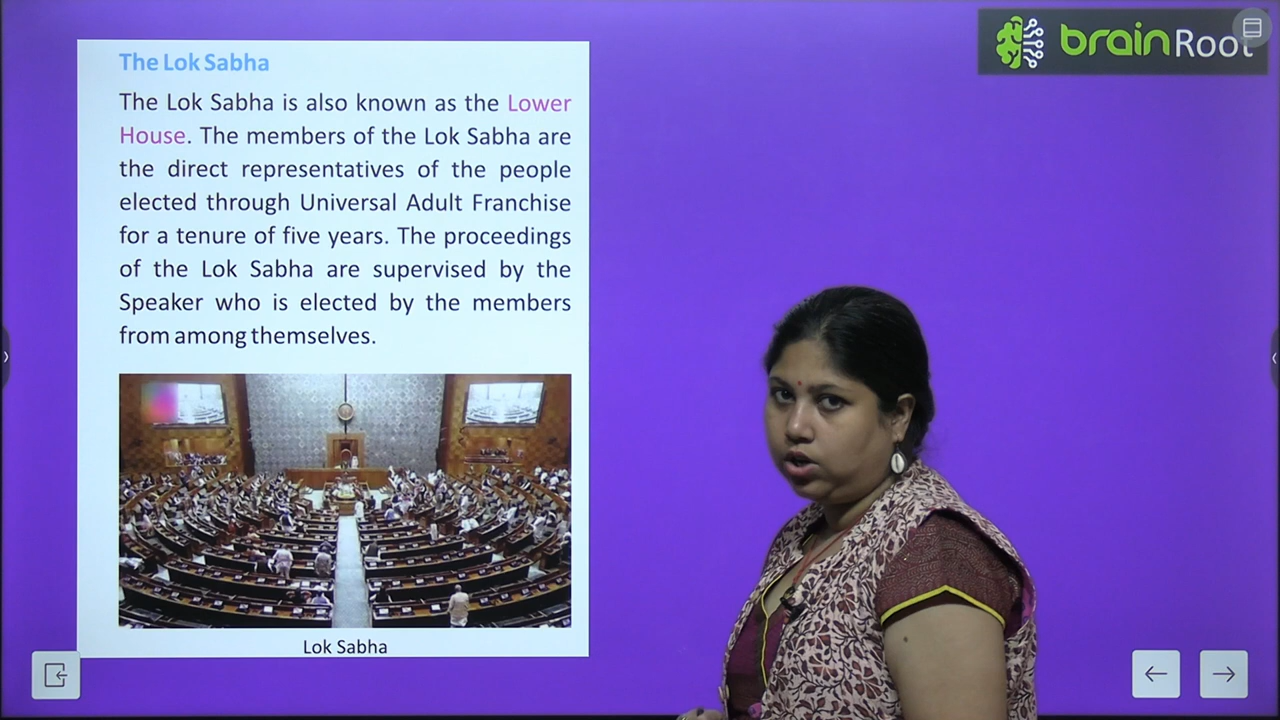 The Lok Sabha
The Lok Sabha is also known as the Lower
House. The members of the Lok Sabha are
the direct representatives of the people
elected through Universal Adult Franchise
for a tenure of five years. The proceedings
of the Lok Sabha are supervised by the
Speaker who is elected by the members
from among themselves.
Lok Sabha
brainRoot